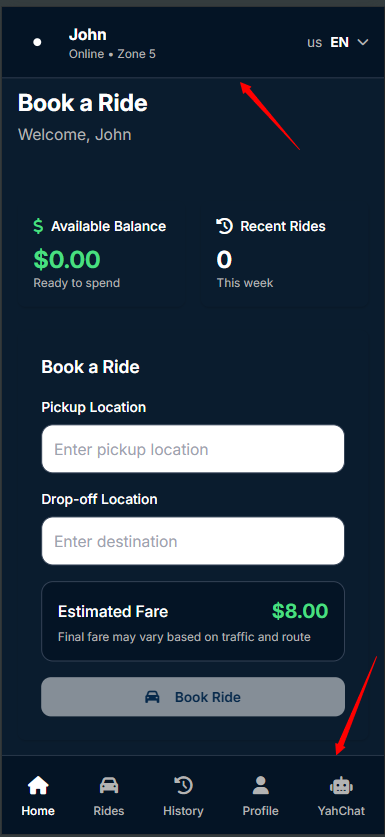 John
Online • Zone 5
us EN
Book a Ride
Welcome, John
Available Balance
$0.00
Ready to spend
Recent Rides
0
This week
Book a Ride
Pickup Location
Enter pickup location
Drop-off Location
Enter destination
Estimated Fare $8.00
Final fare may vary based on traffic and route
Book Ride
Home Rides History Profile YahChat